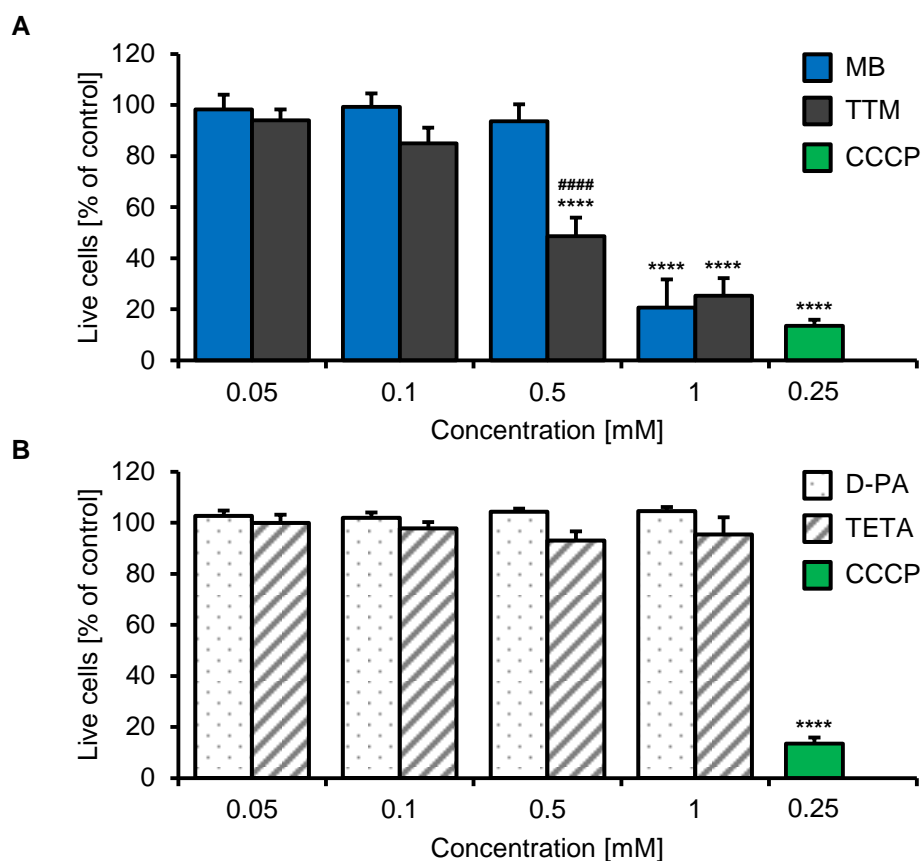 A
Live cells [% of control]
120
100
80
60
40
20
0
MB
TTM
CCCP
####
****
****
****
****
0.05 0.1 0.5 1 0.25
Concentration [mM]
B
Live cells [% of control]
120
100
80
60
40
20
0
D-PA
TETA
CCCP
****
0.05 0.1 0.5 1 0.25
Concentration [mM]